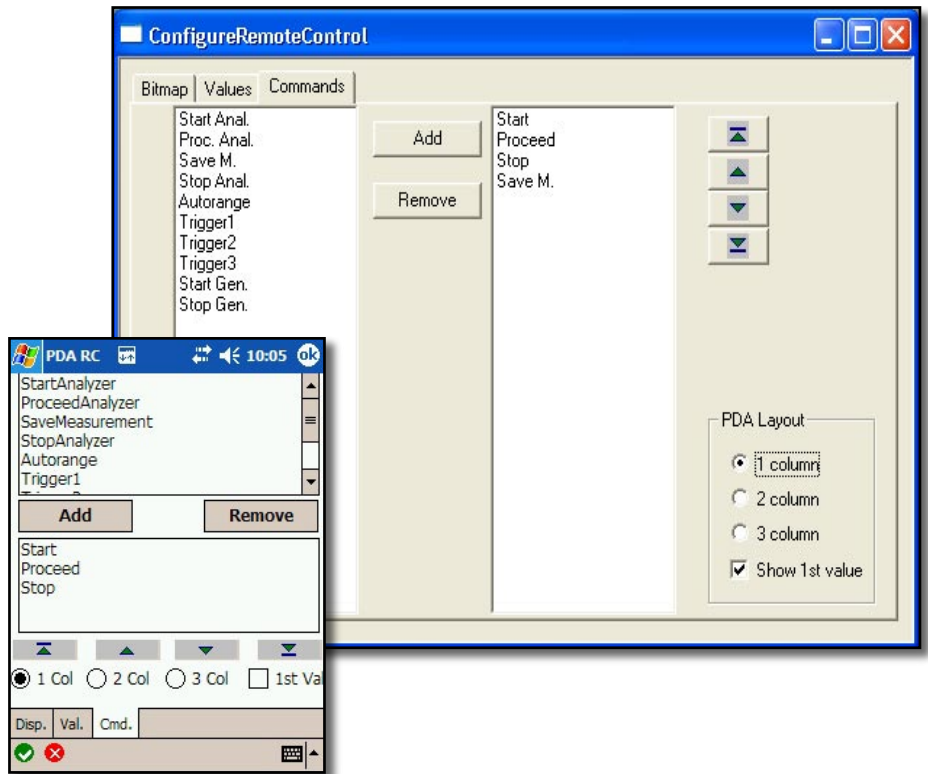 ConfigureRemoteControl
Bitmap Values Commands
Start Anal.
Proc. Anal.
Save M.
Stop Anal.
Autorange
Trigger1
Trigger2
Trigger3
Start Gen.
Stop Gen.
Add
Remove
Start
Proceed
Stop
Save M.
PDA Layout
1 column
2 column
3 column
Show 1st value
PDA RC 10:05 ok
StartAnalyzer
ProceedAnalyzer
SaveMeasurement
StopAnalyzer
Autorange
Trigger1
Add Remove
Start
Proceed
Stop
1 Col 2 Col 3 Col 1st Val
Disp. Val. Cmd.